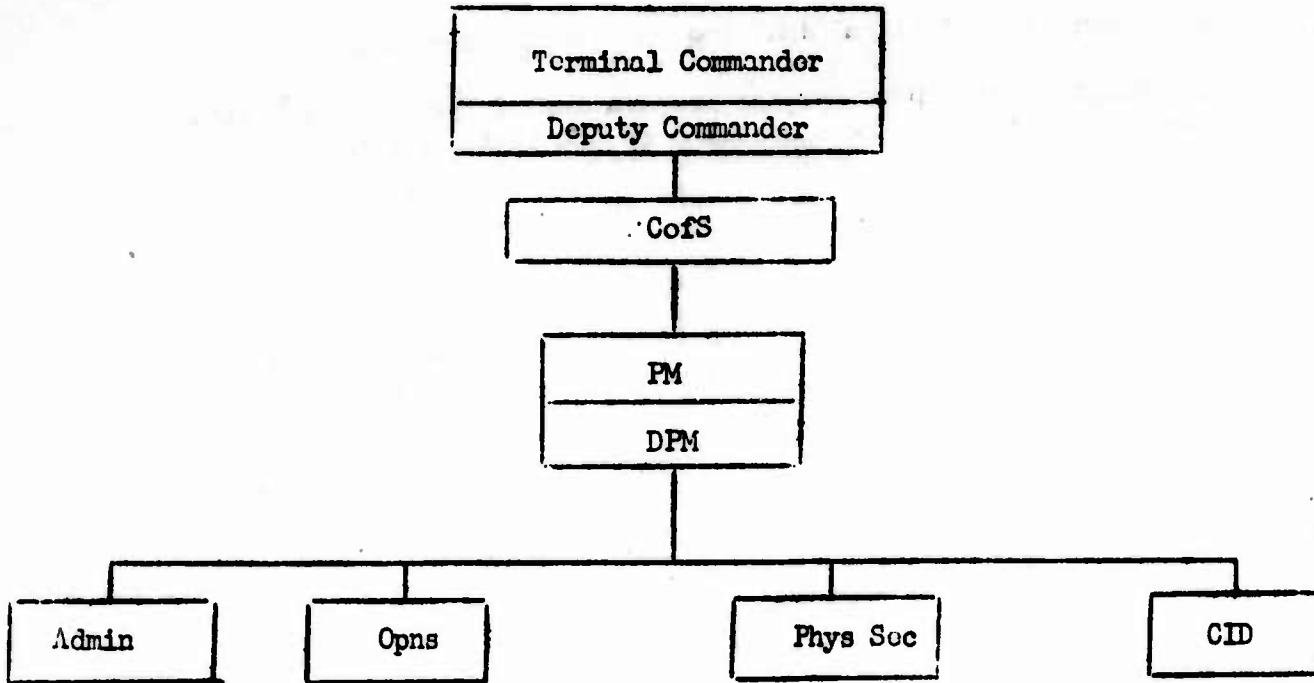 Terminal Commander
Deputy Commander
CofS
PM
DPM
Admin
Opns
Phys Sec
CID